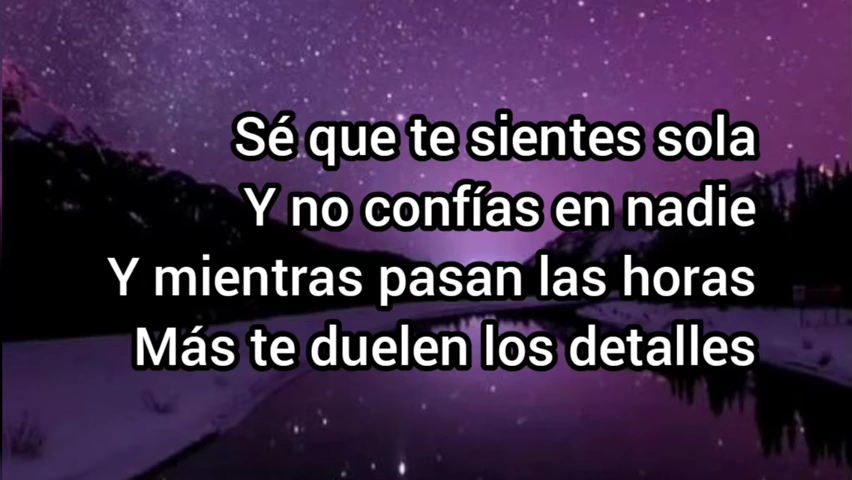 Sé que te sientes sola
Y no confías en nadie
Y mientras pasan las horas
Más te duelen los detalles